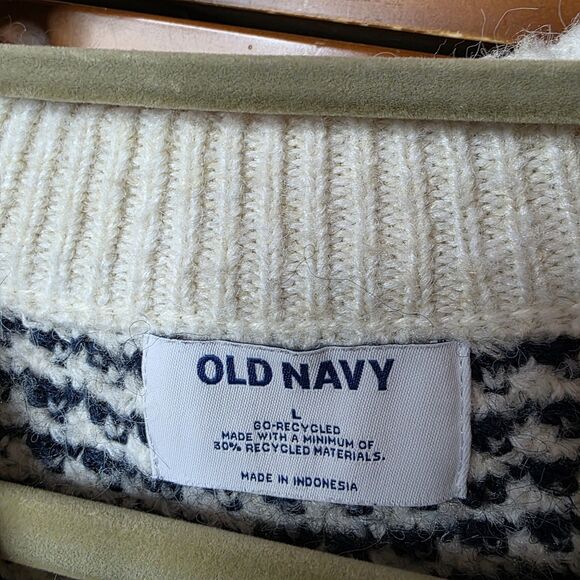 OLD NAVY
L
GO-RECYCLED
MADE WITH A MINIMUM OF
30% RECYCLED MATERIALS.
MADE IN INDONESIA